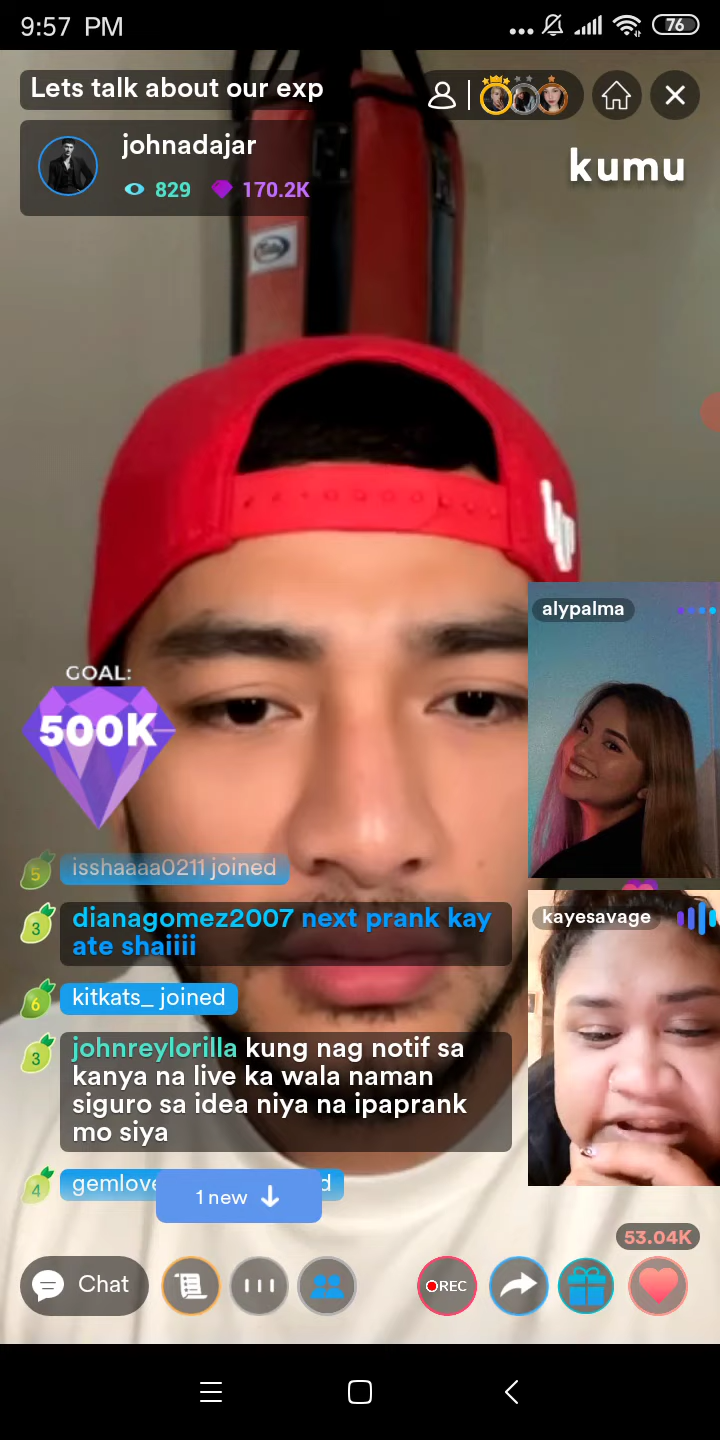 9:57 PM
76
Lets talk about our exp
johnadajar
829
170.2K
kumu
alypalma
GOAL:
500K
isshaaaa0211 joined
dianagomez2007 next prank kay
ate shaiiii
kayesavage
kitkats_ joined
johnreylorilla kung nag notif sa
kanya na live ka wala naman
siguro sa idea niya na ipaprank
mo siya
1 new
53.04K
Chat
REC
5
3
6
3
4